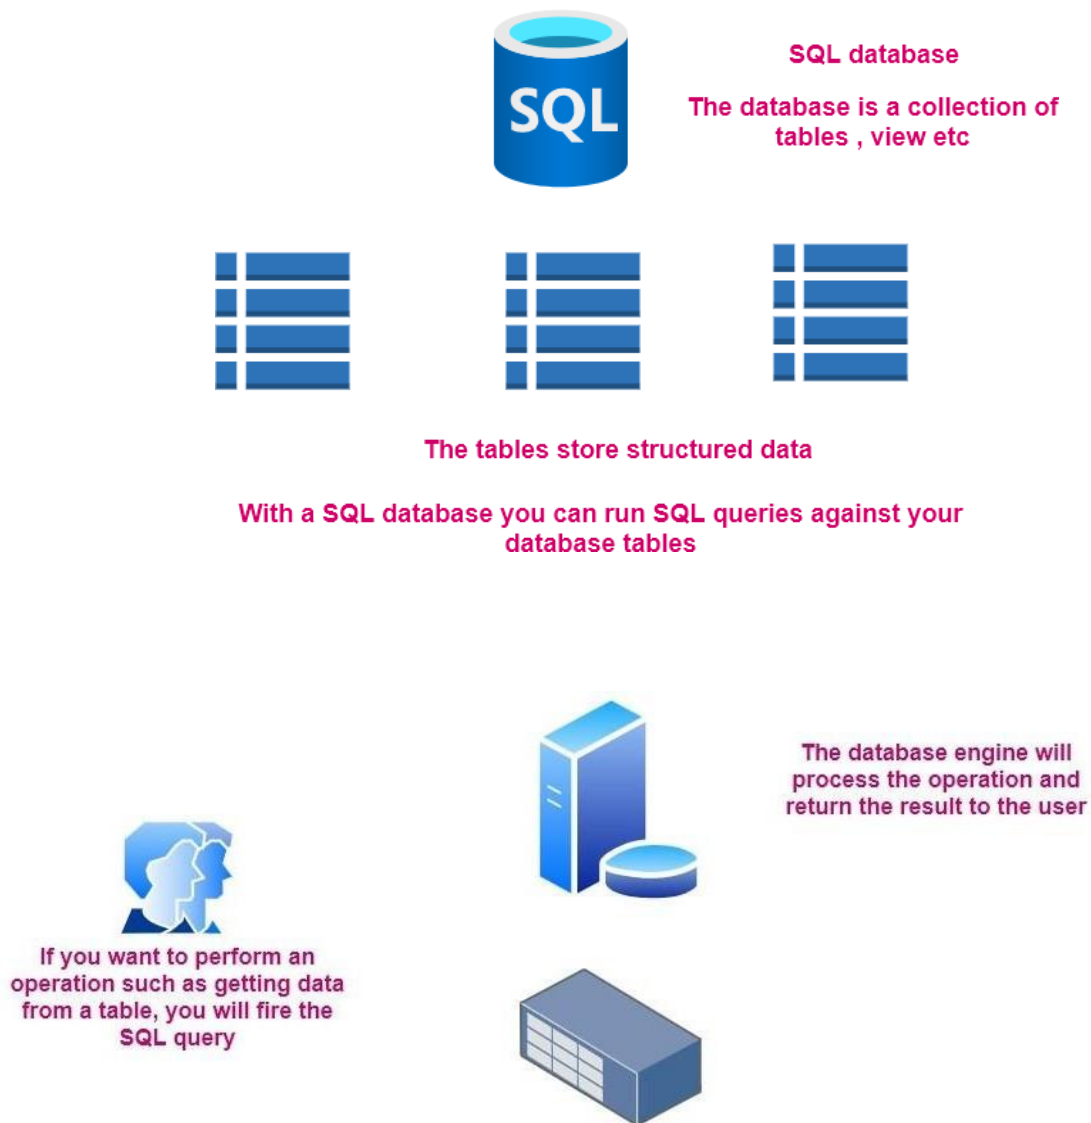 SQL
SQL database
The database is a collection of
tables , view etc
The tables store structured data
With a SQL database you can run SQL queries against your
database tables
The database engine will
process the operation and
return the result to the user
If you want to perform an
operation such as getting data
from a table, you will fire the
SQL query